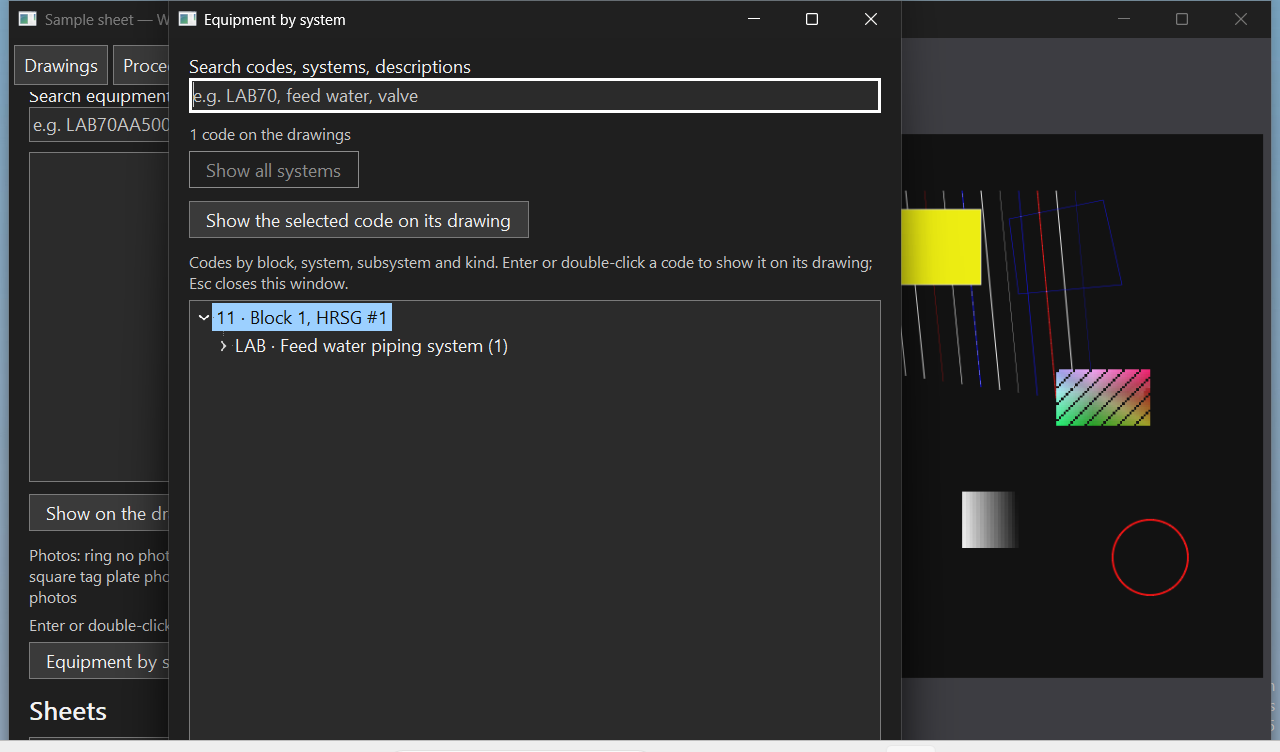 Sample sheet — W
Equipment by system
Drawings
Proce
Search equipment
e.g. LAB70AA500
Search codes, systems, descriptions
e.g. LAB70, feed water, valve
1 code on the drawings
Show all systems
Show the selected code on its drawing
Codes by block, system, subsystem and kind. Enter or double-click a code to show it on its drawing;
Esc closes this window.
11 · Block 1, HRSG #1
LAB · Feed water piping system (1)
Show on the dr
Photos: ring no phot
square tag plate pho
photos
Enter or double-click
Equipment by s
Sheets